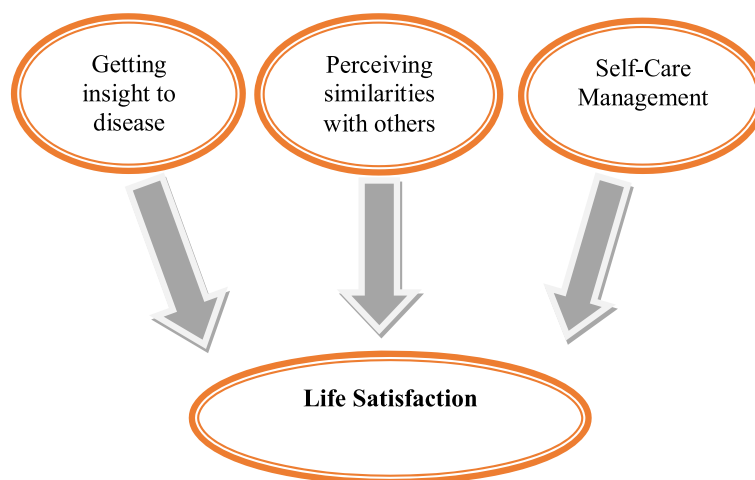 Getting
insight to
disease
Perceiving
similarities
with others
Self-Care
Management
Life Satisfaction